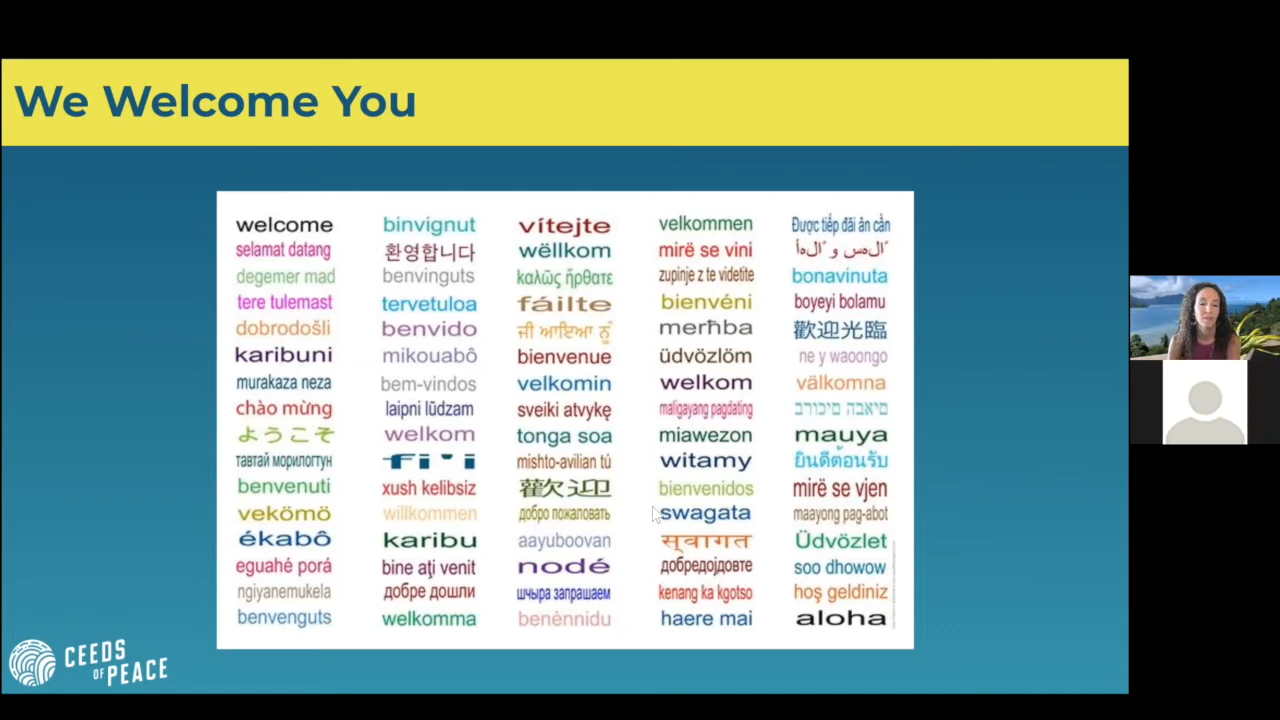 We Welcome You
welcome binvignut vítejte velkommen Được tiếp đãi ân cần
selamat datang 환영합니다 wëllkom mirë se vini
degemer mad benvinguts καλῶς ἤρθατε zupinje z te videtite bonavinuta
tere tulemast tervetuloa fáilte bienvéni boyeyi bolamu
dobrodošli benvido ਜੀ ਆਇਆ ਨੂੰ merħba 歡迎光臨
karibuni mikouabô bienvenue üdvözlöm ne y waoongo
murakaza neza bem-vindos velkomin welkom välkomna
chào mừng laipni lūdzam sveiki atvykę maligayang pagdating םיאבה םיכורב
ようこそ welkom tonga soa miawezon mauya
тавтай морилогтун mishto-avilian tú witamy ยินดีต้อนรับ
benvenuti xush kelibsiz 歡迎 bienvenidos mirë se vjen
vekömö willkommen добро пожаловать swagata maayong pag-abot
ékabô karibu aayuboovan स्वागत Üdvözlet
eguahé porá bine aţi venit nodé добредојдовте soo dhowow
ngiyanemukela добре дошли шчыра запрашаем kenang ka kgotso hoş geldiniz
benvenguts welkomma benènnidu haere mai aloha
CEEDS
OF PEACE